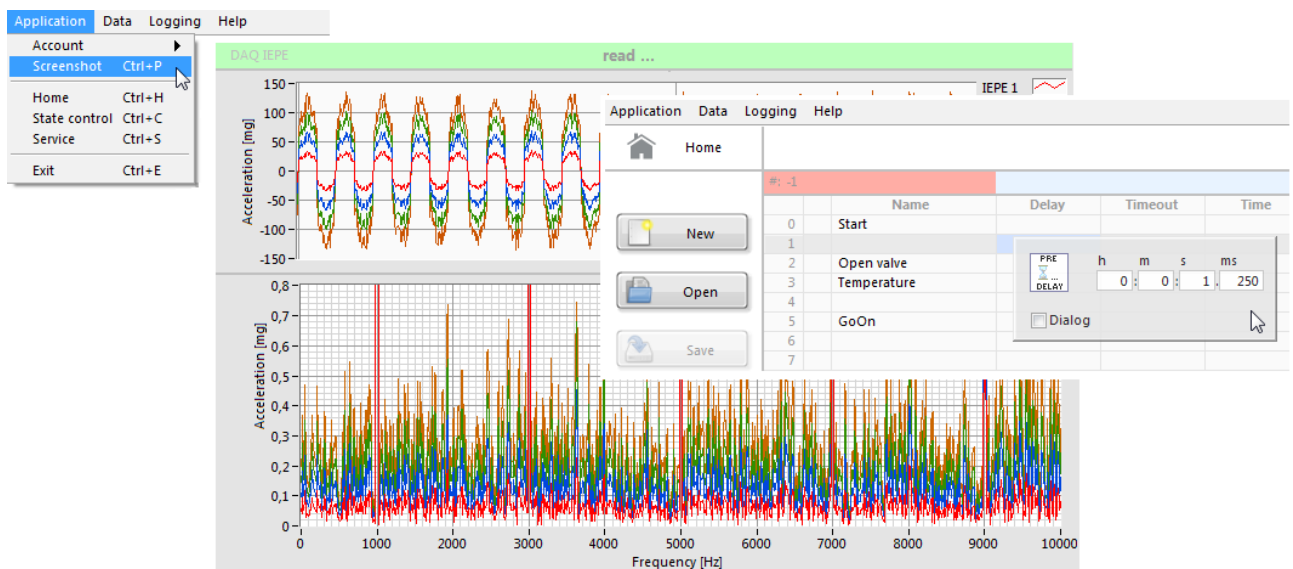 Application Data Logging Help
Account
Screenshot Ctrl+P
Home Ctrl+H
State control Ctrl+C
Service Ctrl+S
Exit Ctrl+E
DAQ IEPE read ...
IEPE 1
150
100
50
0
-50
-100
-150
Acceleration [mg]
0,8
0,7
0,6
0,5
0,4
0,3
0,2
0,1
0
Acceleration [mg]
0 1000 2000 3000 4000 5000 6000 7000 8000 9000 10000
Frequency [Hz]
Application Data Logging Help
Home
New
Open
Save
#: -1
Name Delay Timeout Time
0 Start
1
2 Open valve
3 Temperature
4
5 GoOn
6
7
PRE
...
DELAY
h m s ms
0 : 0 : 1 . 250
Dialog